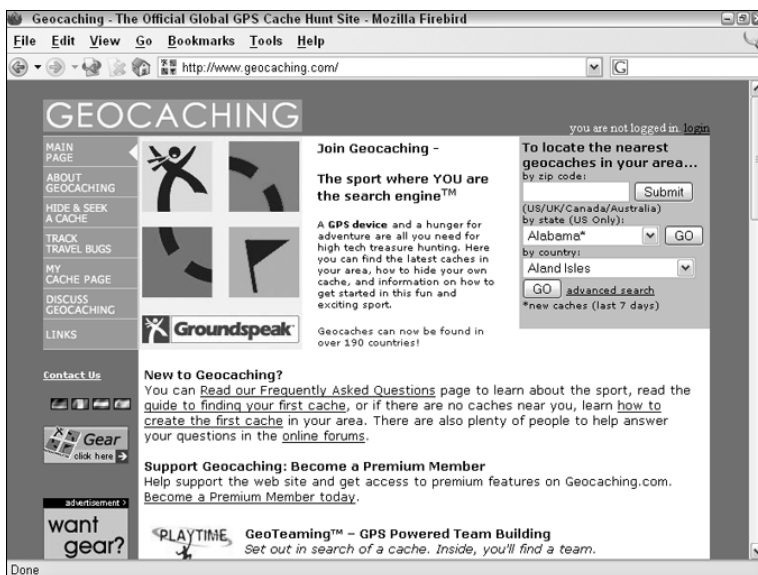 Geocaching - The Official Global GPS Cache Hunt Site - Mozilla Firebird
File Edit View Go Bookmarks Tools Help
http://www.geocaching.com/
G
GEOCACHING
you are not logged in. login
MAIN
PAGE
ABOUT
GEOCACHING
HIDE & SEEK
A CACHE
TRACK
TRAVEL BUGS
MY
CACHE PAGE
DISCUSS
GEOCACHING
LINKS
Contact Us
Gear
click here
advertisement >
want
gear?
Groundspeak
Join Geocaching -
The sport where YOU are
the search engine™
A GPS device and a hunger for
adventure are all you need for
high tech treasure hunting. Here
you can find the latest caches in
your area, how to hide your own
cache, and information on how to
get started in this fun and
exciting sport.
Geocaches can now be found in
over 190 countries!
To locate the nearest
geocaches in your area...
by zip code:
Submit
(US/UK/Canada/Australia)
by state (US Only):
Alabama* GO
by country:
Aland Isles
GO advanced search
*new caches (last 7 days)
New to Geocaching?
You can Read our Frequently Asked Questions page to learn about the sport, read the
guide to finding your first cache, or if there are no caches near you, learn how to
create the first cache in your area. There are also plenty of people to help answer
your questions in the online forums.
Support Geocaching: Become a Premium Member
Help support the web site and get access to premium features on Geocaching.com.
Become a Premium Member today.
PLAYTIME
GeoTeaming™ – GPS Powered Team Building
Set out in search of a cache. Inside, you'll find a team.
Done